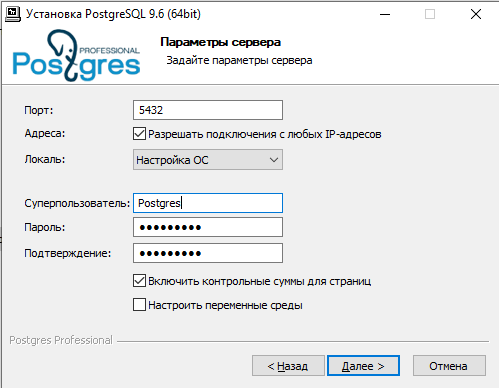 Установка PostgreSQL 9.6 (64bit)
PROFESSIONAL
Postgres
Параметры сервера
Задайте параметры сервера
Порт: 5432
Адреса: Разрешать подключения с любых IP-адресов
Локаль: Настройка ОС
Суперпользователь: Postgres
Пароль: •••••••••
Подтверждение: •••••••••
Включить контрольные суммы для страниц
Настроить переменные среды
Postgres Professional
< Назад Далее > Отмена